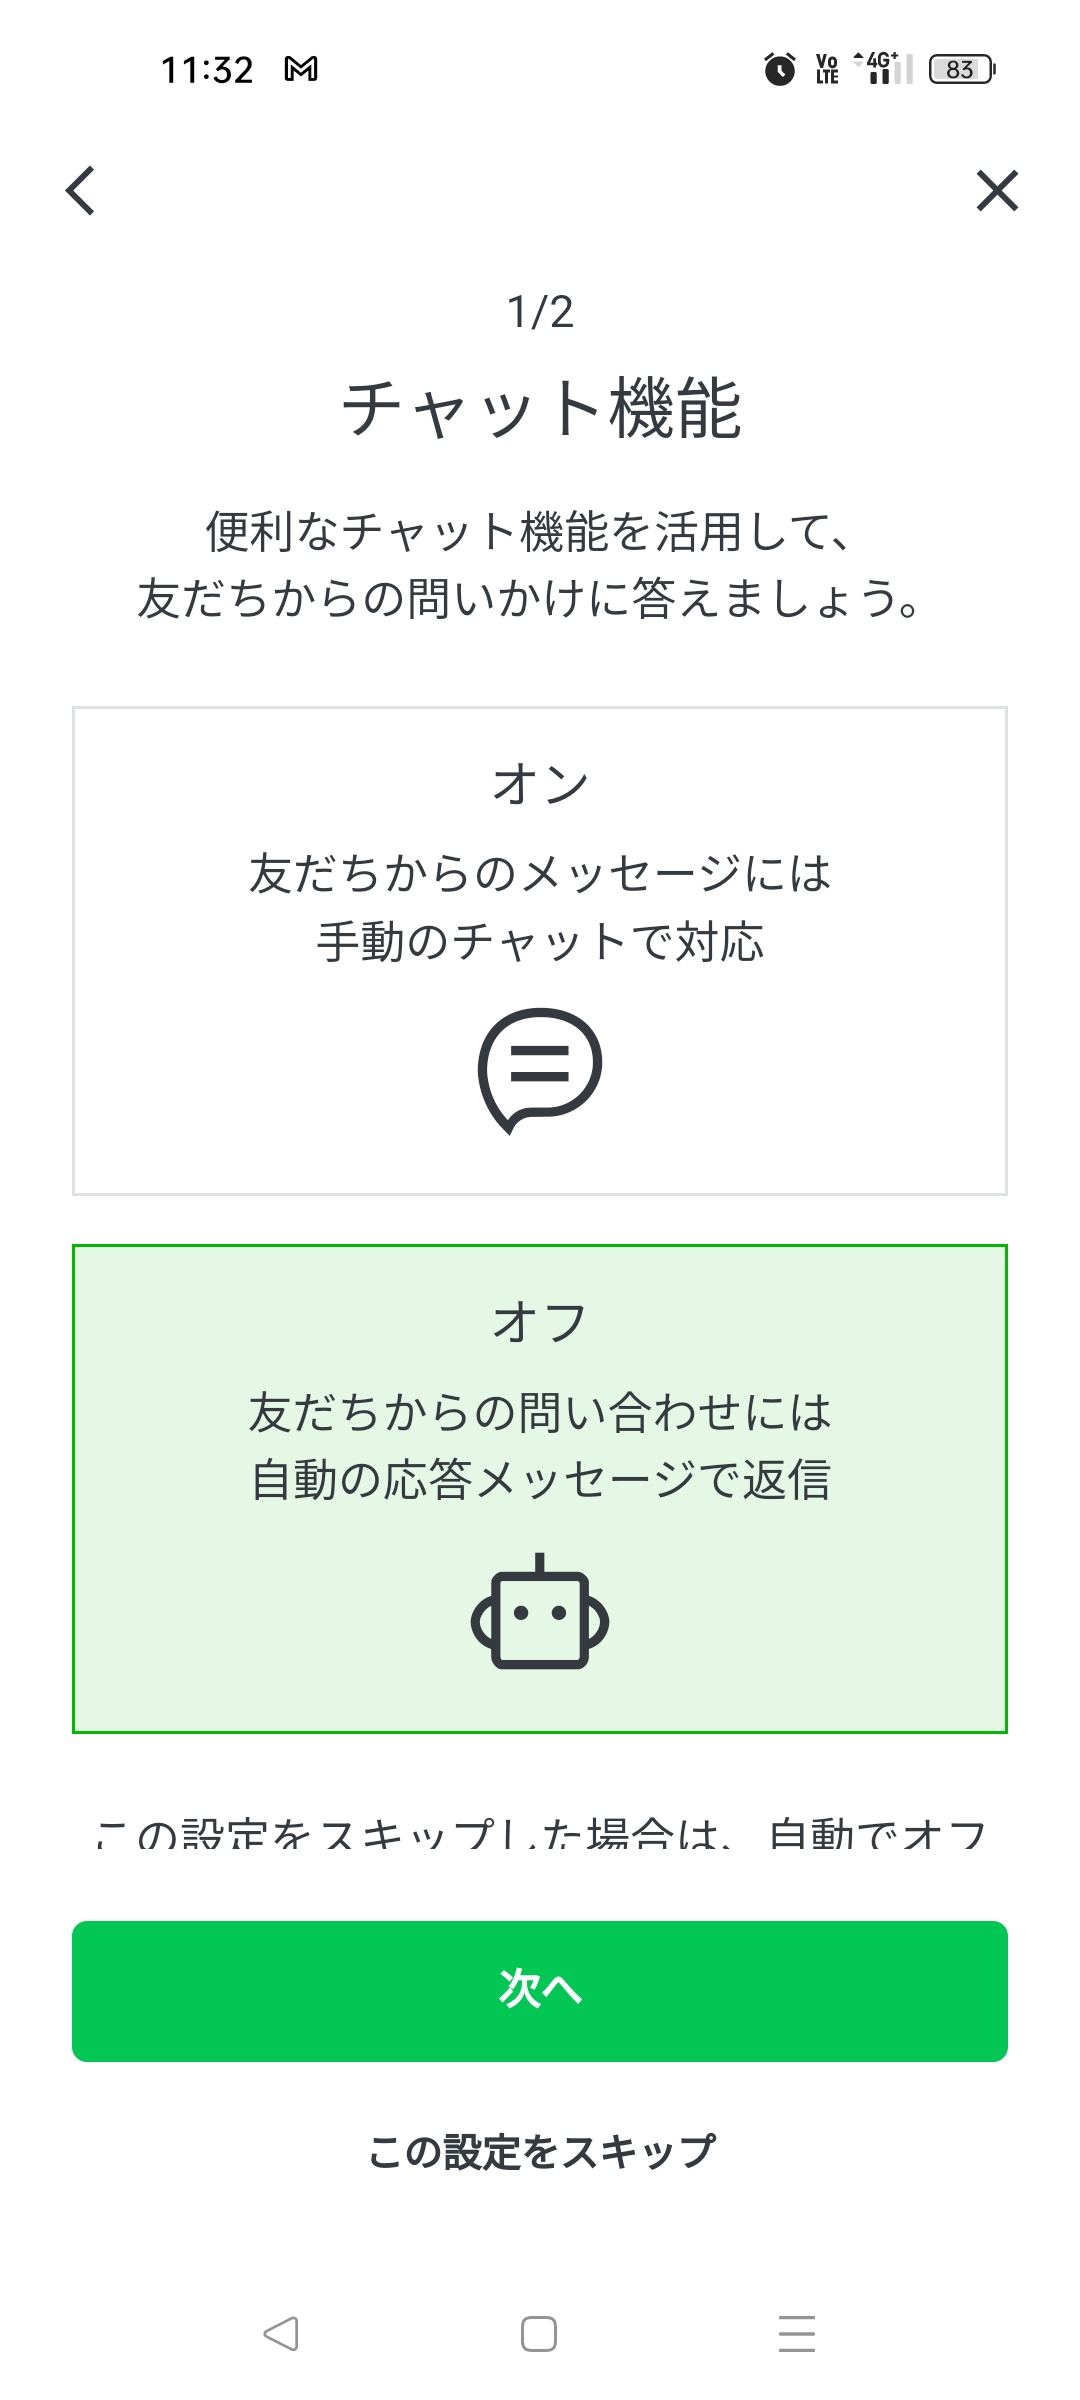 11:32
Vo LTE 4G+ 83
1/2
チャット機能
便利なチャット機能を活用して、
友だちからの問いかけに答えましょう。
オン
友だちからのメッセージには
手動のチャットで対応
オフ
友だちからの問い合わせには
自動の応答メッセージで返信
この設定をスキップした場合は、自動でオフ
次へ
この設定をスキップ